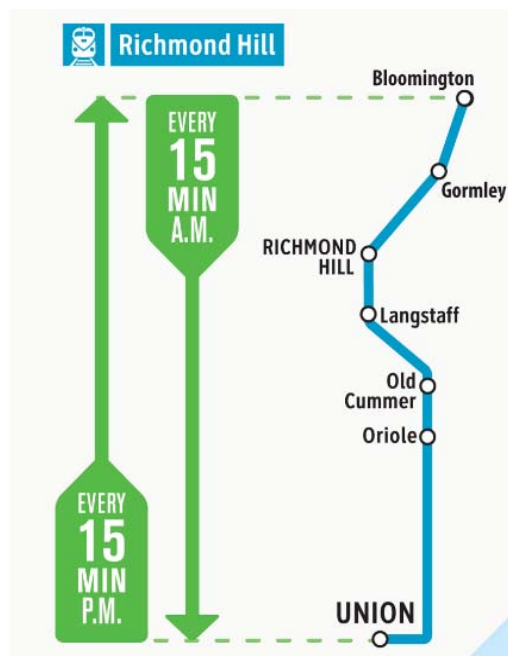 Richmond Hill
Bloomington
EVERY
15
MIN
A.M.
Gormley
RICHMOND
HILL
Langstaff
Old
Cummer
Oriole
EVERY
15
MIN
P.M.
UNION